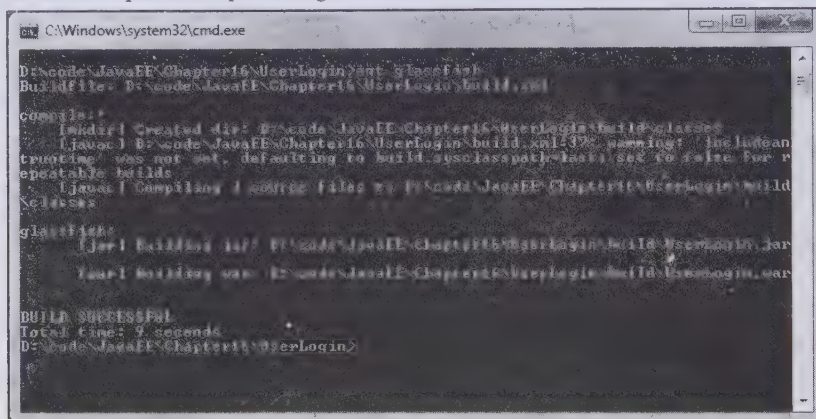 C:\Windows\system32\cmd.exe
D:\code\JavaEE\Chapter16\UserLogin>ant glassfish
Buildfile: D:\code\JavaEE\Chapter16\UserLogin\build.xml
compile:
[mkdir] Created dir: D:\code\JavaEE\Chapter16\UserLogin\build\classes
[javac] D:\code\JavaEE\Chapter16\UserLogin\build.xml:37: warning: 'includean
truntime' was not set, defaulting to build.sysclasspath=last; set to false for r
epeatable builds
[javac] Compiling source files to D:\code\JavaEE\Chapter16\UserLogin\build
\classes
glassfish:
[jar] Building jar: D:\code\JavaEE\Chapter16\UserLogin\build\UserLogin.jar
[war] Building war: D:\code\JavaEE\Chapter16\UserLogin\build\UserLogin.war
BUILD SUCCESSFUL
Total time: 9 seconds
D:\code\JavaEE\Chapter16\UserLogin>